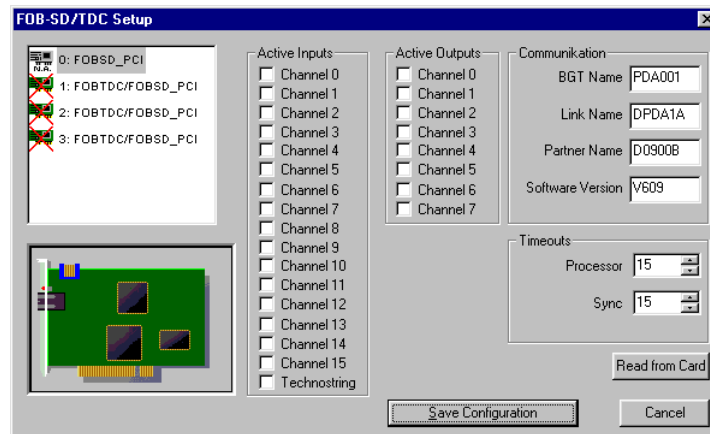 FOB-SD/TDC Setup
0: FOBSD_PCI
N.A.
1: FOBTDC/FOBSD_PCI
2: FOBTDC/FOBSD_PCI
3: FOBTDC/FOBSD_PCI
Active Inputs
Channel 0
Channel 1
Channel 2
Channel 3
Channel 4
Channel 5
Channel 6
Channel 7
Channel 8
Channel 9
Channel 10
Channel 11
Channel 12
Channel 13
Channel 14
Channel 15
Technostring
Active Outputs
Channel 0
Channel 1
Channel 2
Channel 3
Channel 4
Channel 5
Channel 6
Channel 7
Communikation
BGT Name PDA001
Link Name DPDA1A
Partner Name D0900B
Software Version V609
Timeouts
Processor 15
Sync 15
Read from Card
Save Configuration
Cancel